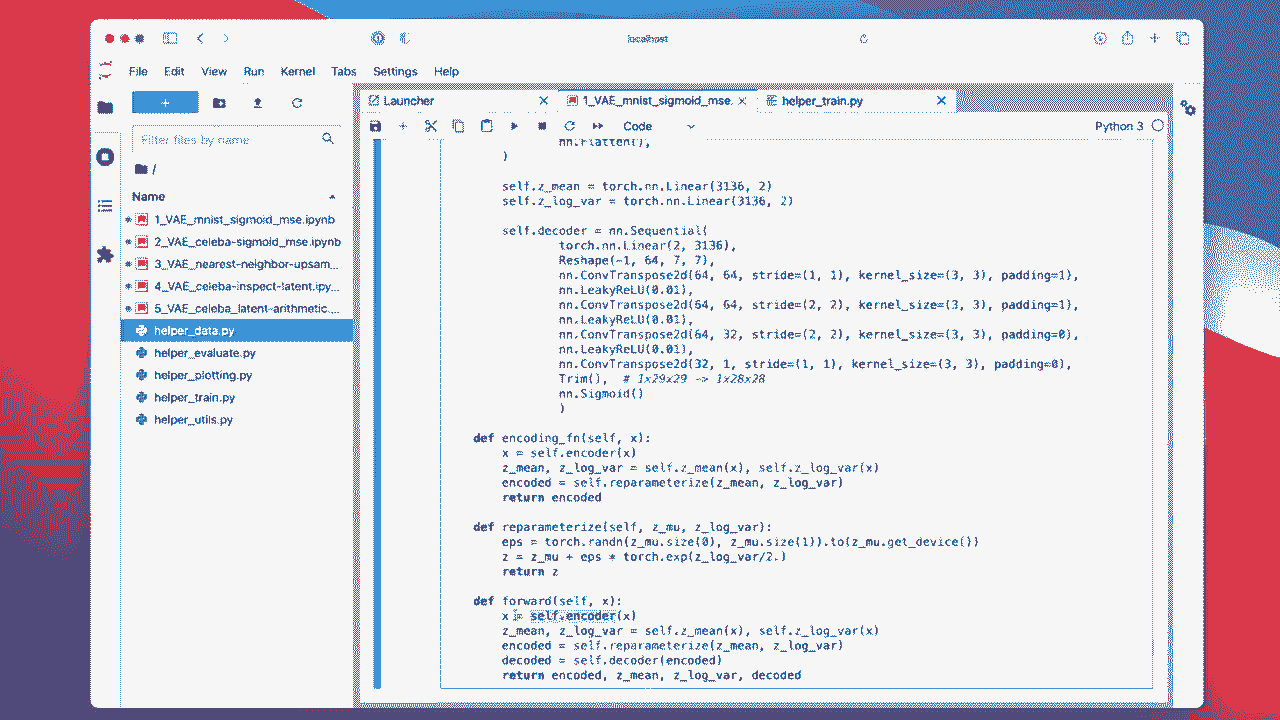 localhost
File Edit View Run Kernel Tabs Settings Help
Launcher
1_VAE_mnist_sigmoid_mse.
helper_train.py
Filter files by name
Code
Python 3
/
Name
1_VAE_mnist_sigmoid_mse.ipynb
2_VAE_celeba-sigmoid_mse.ipynb
3_VAE_nearest-neighbor-upsam...
4_VAE_celeba-inspect-latent.ipy...
5_VAE_celeba_latent-arithmetic....
helper_data.py
helper_evaluate.py
helper_plotting.py
helper_train.py
helper_utils.py
nn.Flatten(),
)
self.z_mean = torch.nn.Linear(3136, 2)
self.z_log_var = torch.nn.Linear(3136, 2)
self.decoder = nn.Sequential(
torch.nn.Linear(2, 3136),
Reshape(-1, 64, 7, 7),
nn.ConvTranspose2d(64, 64, stride=(1, 1), kernel_size=(3, 3), padding=1),
nn.LeakyReLU(0.01),
nn.ConvTranspose2d(64, 64, stride=(2, 2), kernel_size=(3, 3), padding=1),
nn.LeakyReLU(0.01),
nn.ConvTranspose2d(64, 32, stride=(2, 2), kernel_size=(3, 3), padding=0),
nn.LeakyReLU(0.01),
nn.ConvTranspose2d(32, 1, stride=(1, 1), kernel_size=(3, 3), padding=0),
Trim(), # 1x29x29 -> 1x28x28
nn.Sigmoid()
)
def encoding_fn(self, x):
x = self.encoder(x)
z_mean, z_log_var = self.z_mean(x), self.z_log_var(x)
encoded = self.reparameterize(z_mean, z_log_var)
return encoded
def reparameterize(self, z_mu, z_log_var):
eps = torch.randn(z_mu.size(0), z_mu.size(1)).to(z_mu.get_device())
z = z_mu + eps * torch.exp(z_log_var/2.)
return z
def forward(self, x):
x = self.encoder(x)
z_mean, z_log_var = self.z_mean(x), self.z_log_var(x)
encoded = self.reparameterize(z_mean, z_log_var)
decoded = self.decoder(encoded)
return encoded, z_mean, z_log_var, decoded